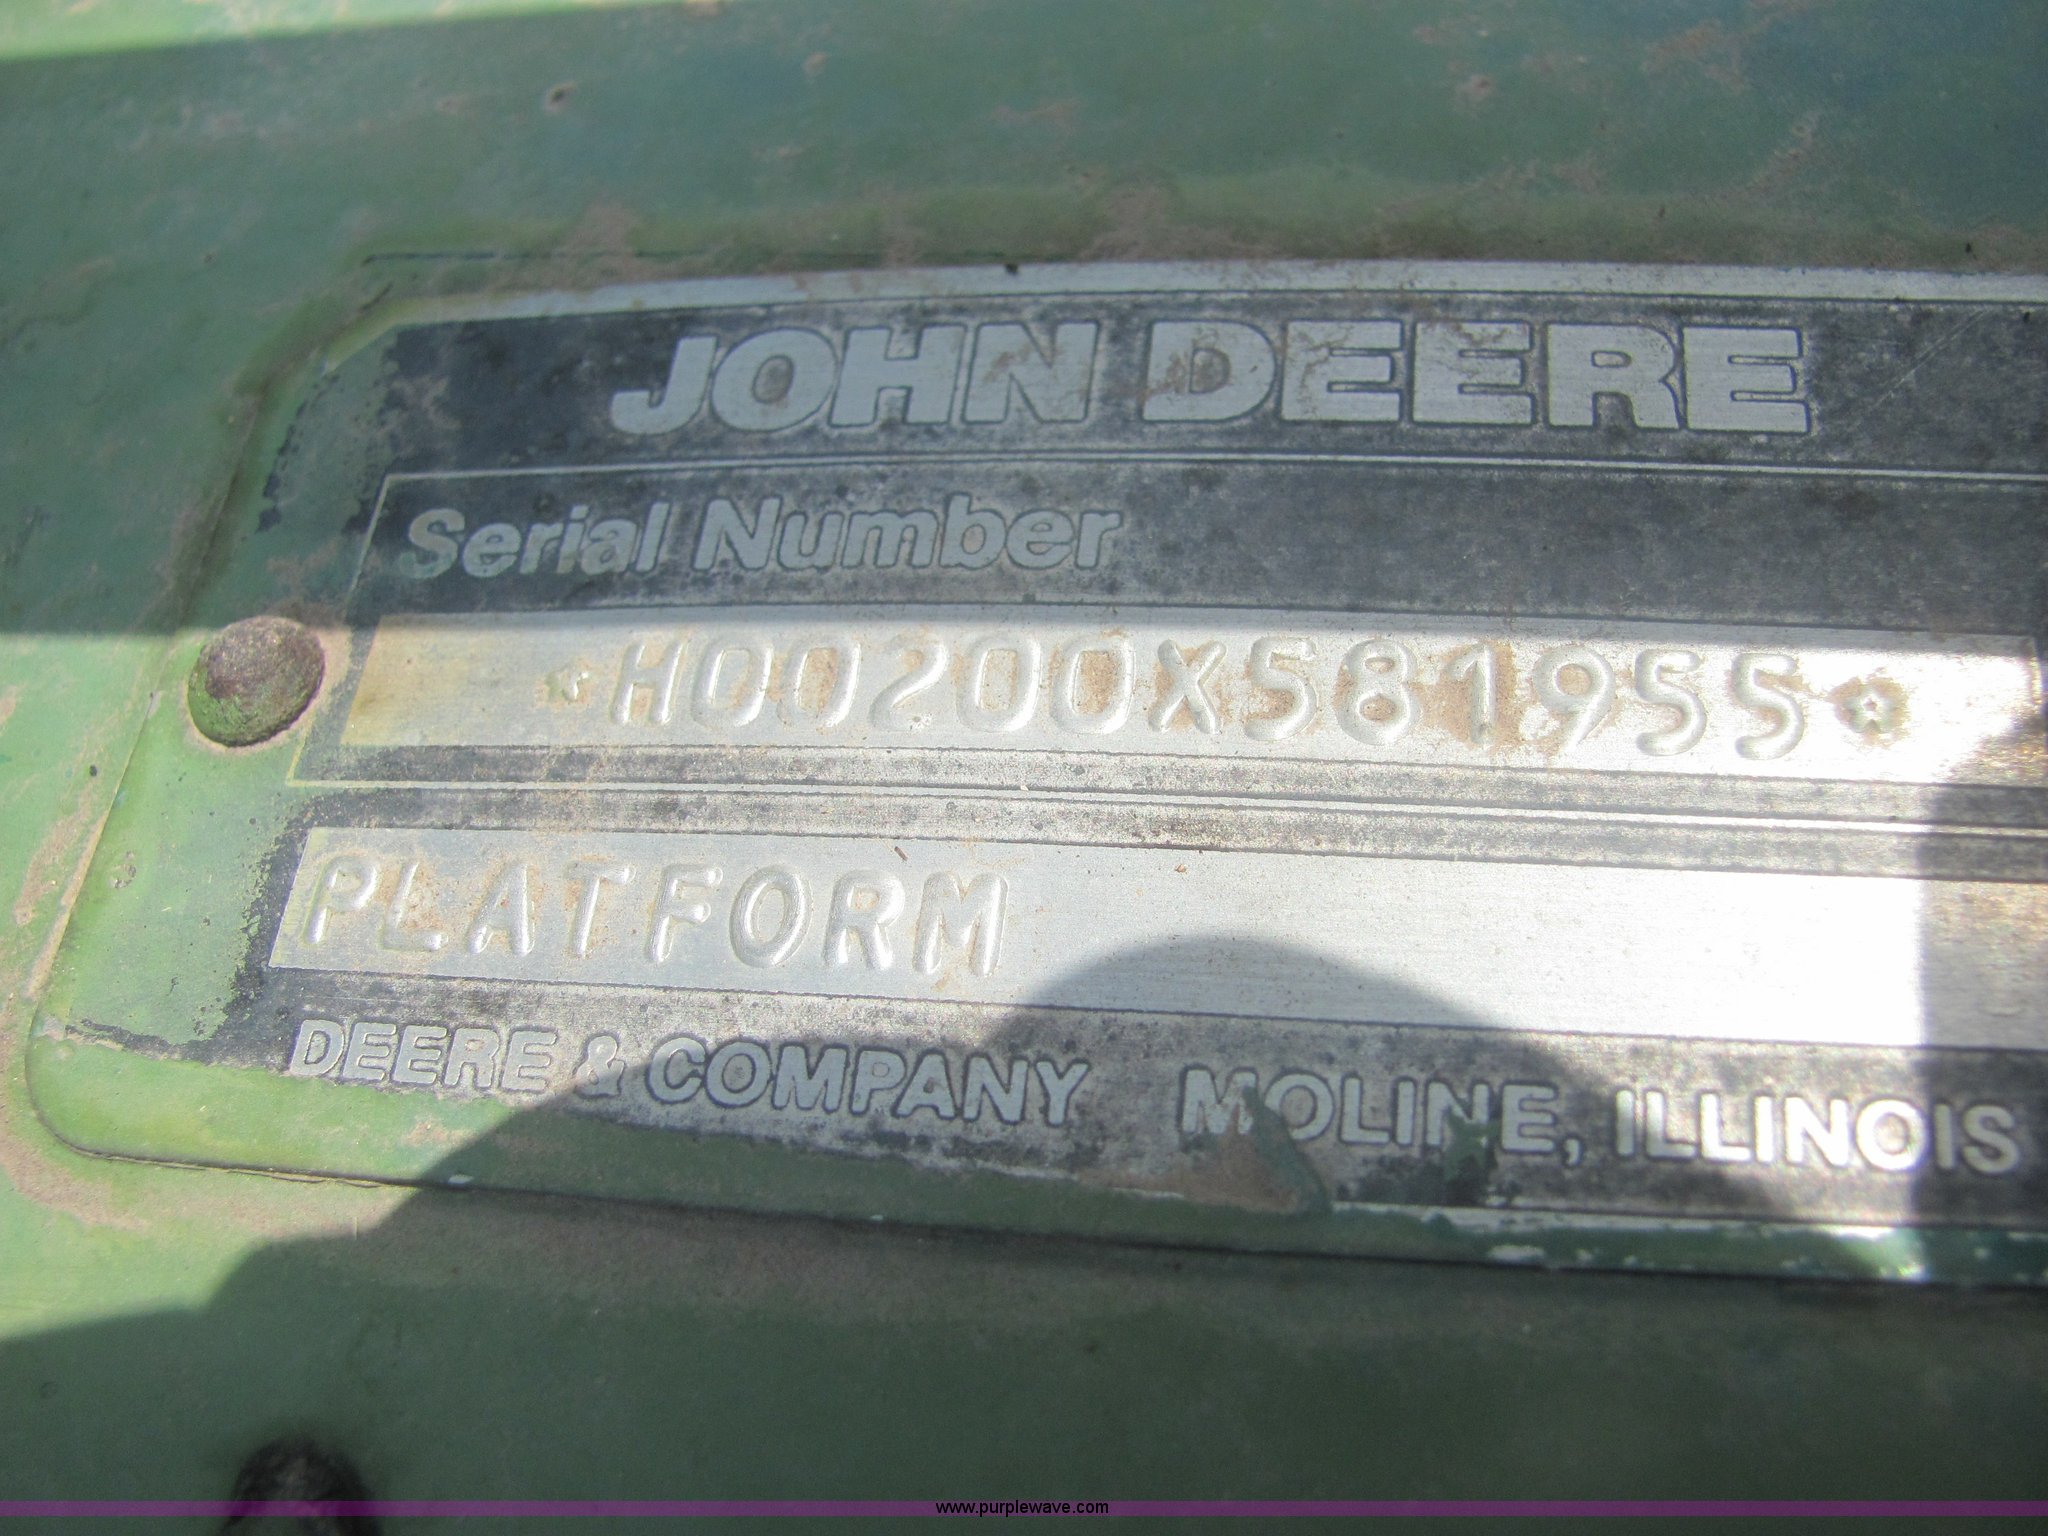 JOHN DEERE
Serial Number
*H00200X581955*
PLATFORM
DEERE & COMPANY MOLINE, ILLINOIS
www.purplewave.com